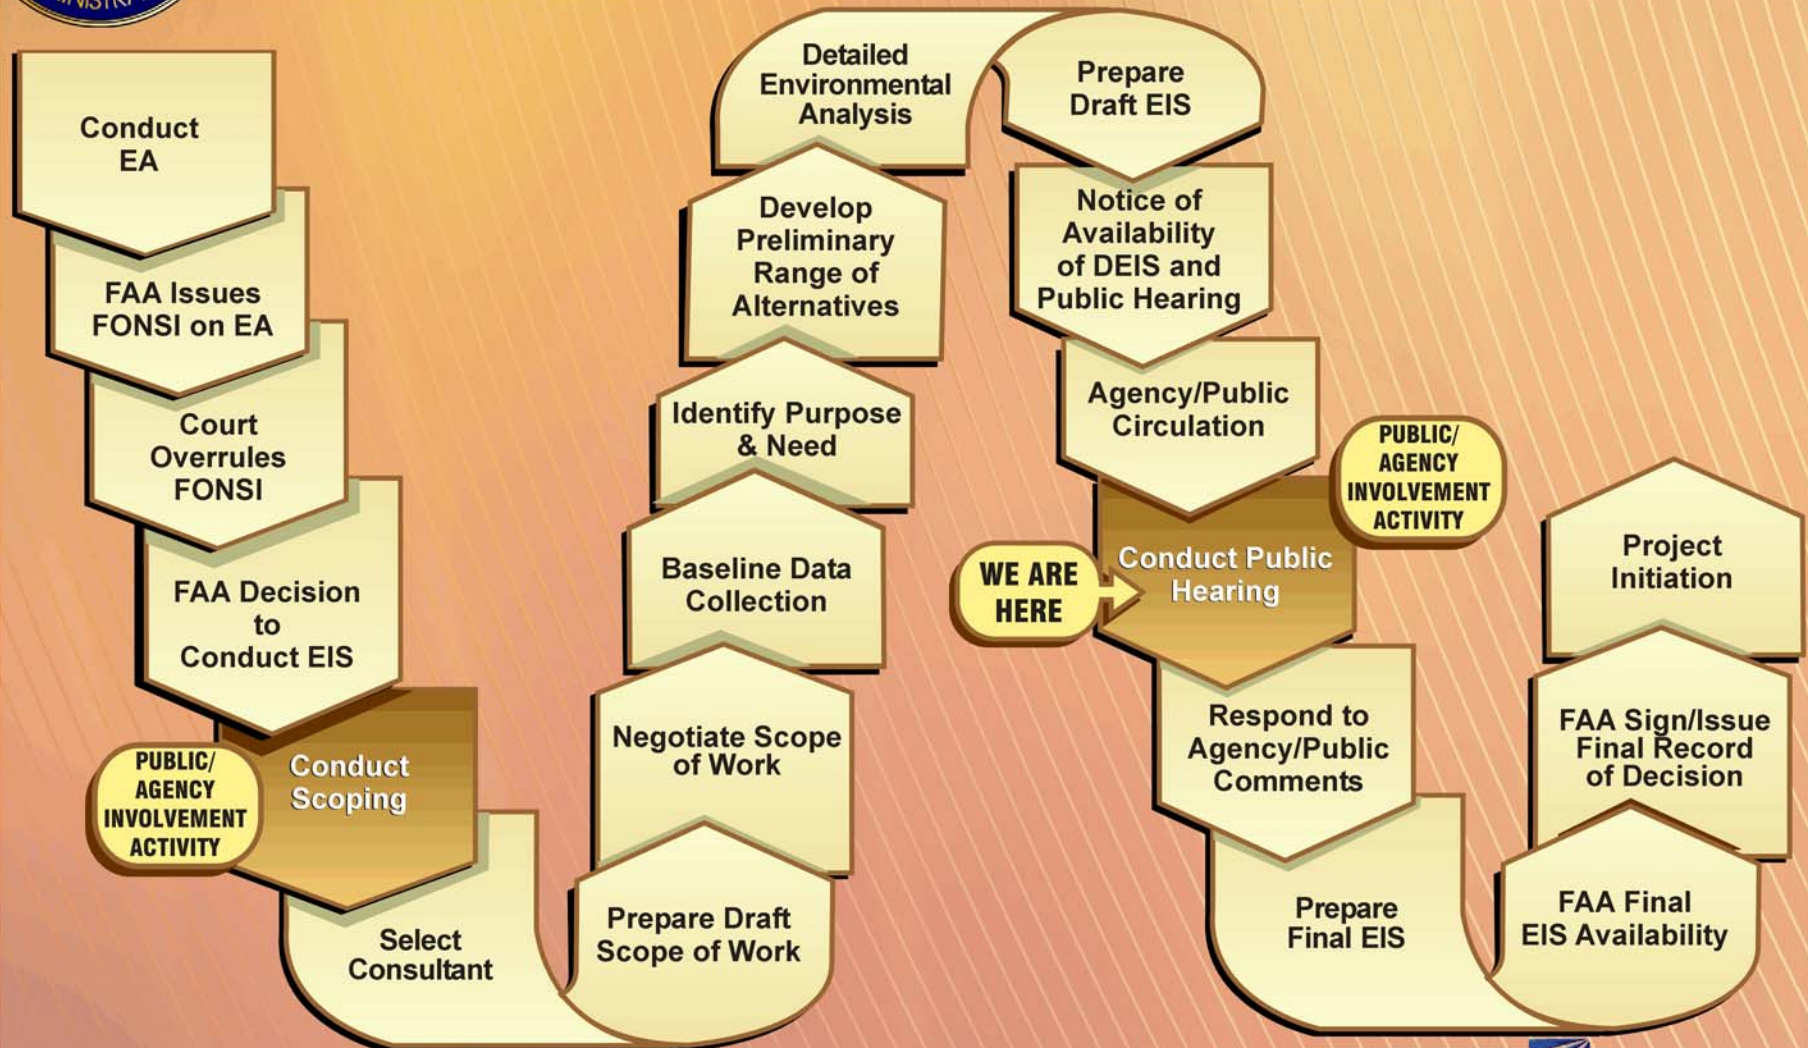 Conduct
EA
FAA Issues
FONSI on EA
Court
Overrules
FONSI
FAA Decision
to
Conduct EIS
PUBLIC/
AGENCY
INVOLVEMENT
ACTIVITY
Conduct
Scoping
Select
Consultant
Prepare Draft
Scope of Work
Negotiate Scope
of Work
Baseline Data
Collection
Identify Purpose
& Need
Develop
Preliminary
Range of
Alternatives
Detailed
Environmental
Analysis
Prepare
Draft EIS
Notice of
Availability
of DEIS and
Public Hearing
Agency/Public
Circulation
PUBLIC/
AGENCY
INVOLVEMENT
ACTIVITY
WE ARE
HERE
Conduct Public
Hearing
Respond to
Agency/Public
Comments
Prepare
Final EIS
FAA Final
EIS Availability
FAA Sign/Issue
Final Record
of Decision
Project
Initiation